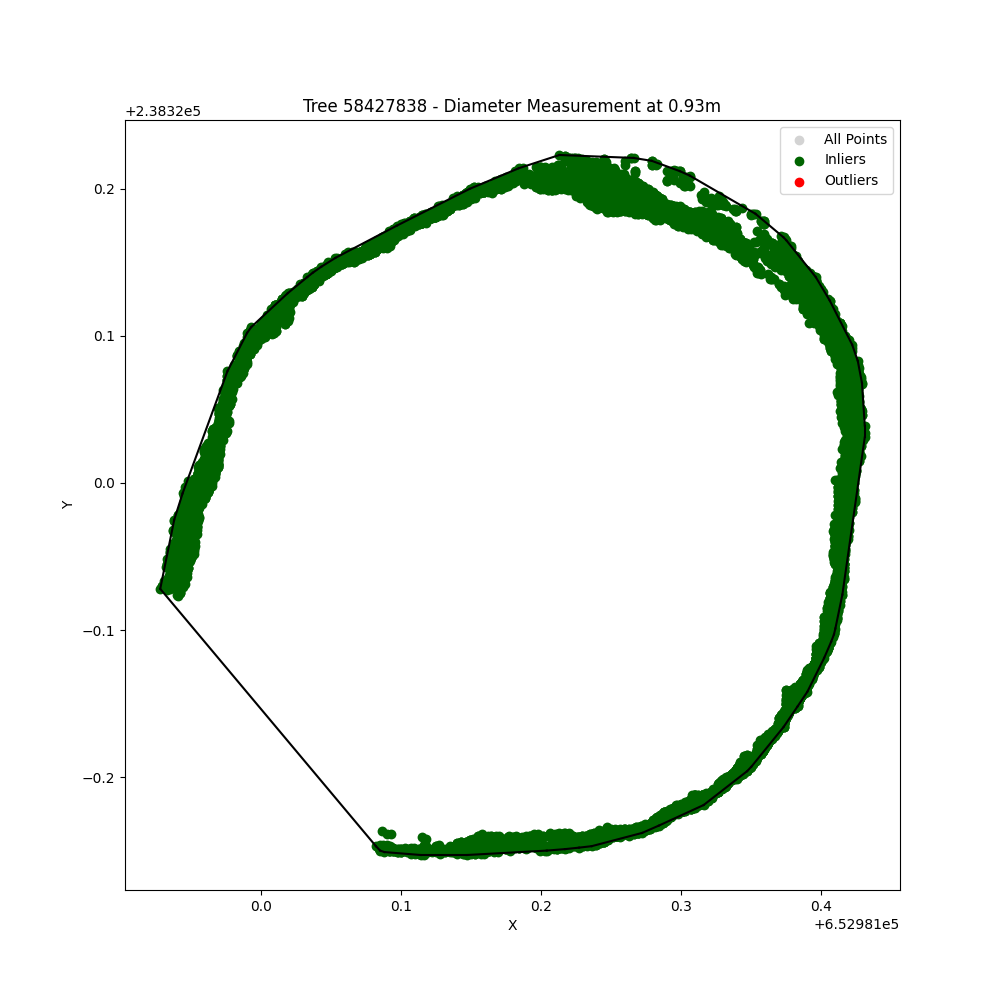 Tree 58427838 - Diameter Measurement at 0.93m
+2.3832e5
All Points
Inliers
Outliers
0.2
0.1
0.0
−0.1
−0.2
Y
0.0 0.1 0.2 0.3 0.4
X
+6.52981e5